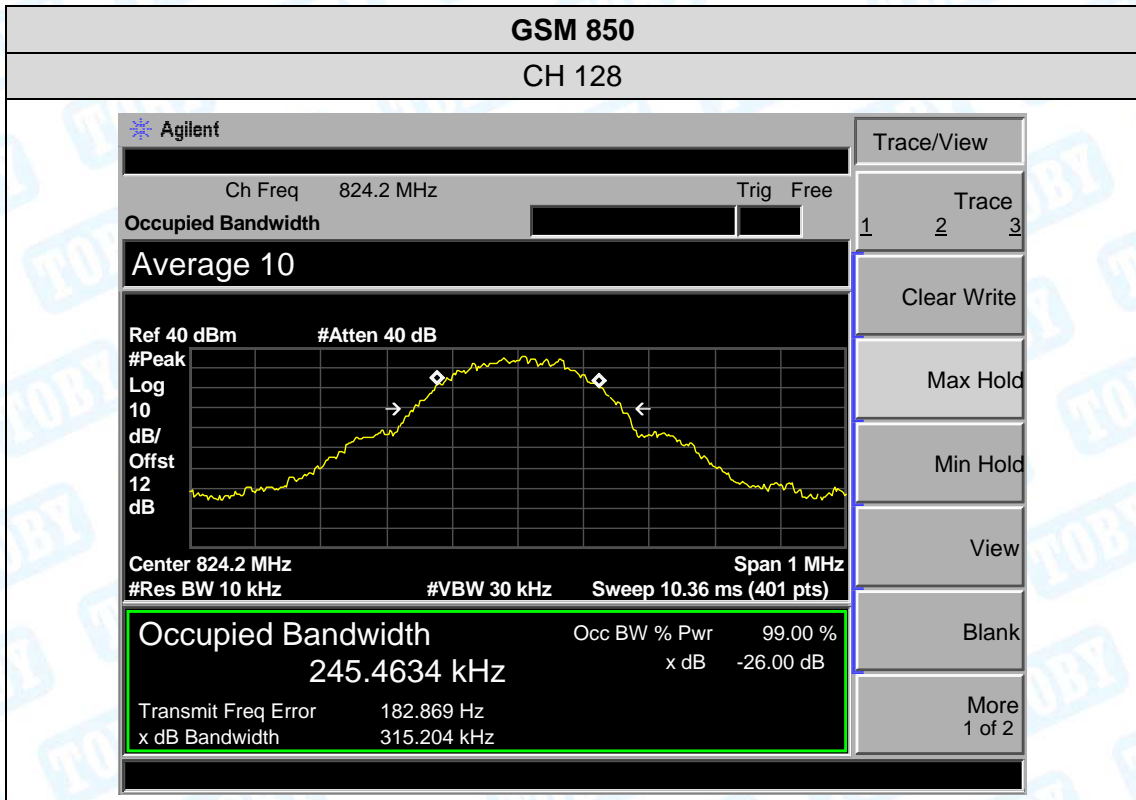 GSM 850
CH 128
Agilent
Trace/View
Ch Freq 824.2 MHz Trig Free
Occupied Bandwidth
Trace
1 2 3
Average 10
Clear Write
Ref 40 dBm #Atten 40 dB
#Peak
Log
10
dB/
Offst
12
dB
Max Hold
Min Hold
View
Center 824.2 MHz Span 1 MHz
#Res BW 10 kHz #VBW 30 kHz Sweep 10.36 ms (401 pts)
Occupied Bandwidth Occ BW % Pwr 99.00 %
245.4634 kHz x dB -26.00 dB
Blank
Transmit Freq Error 182.869 Hz
x dB Bandwidth 315.204 kHz
More
1 of 2
TOBY